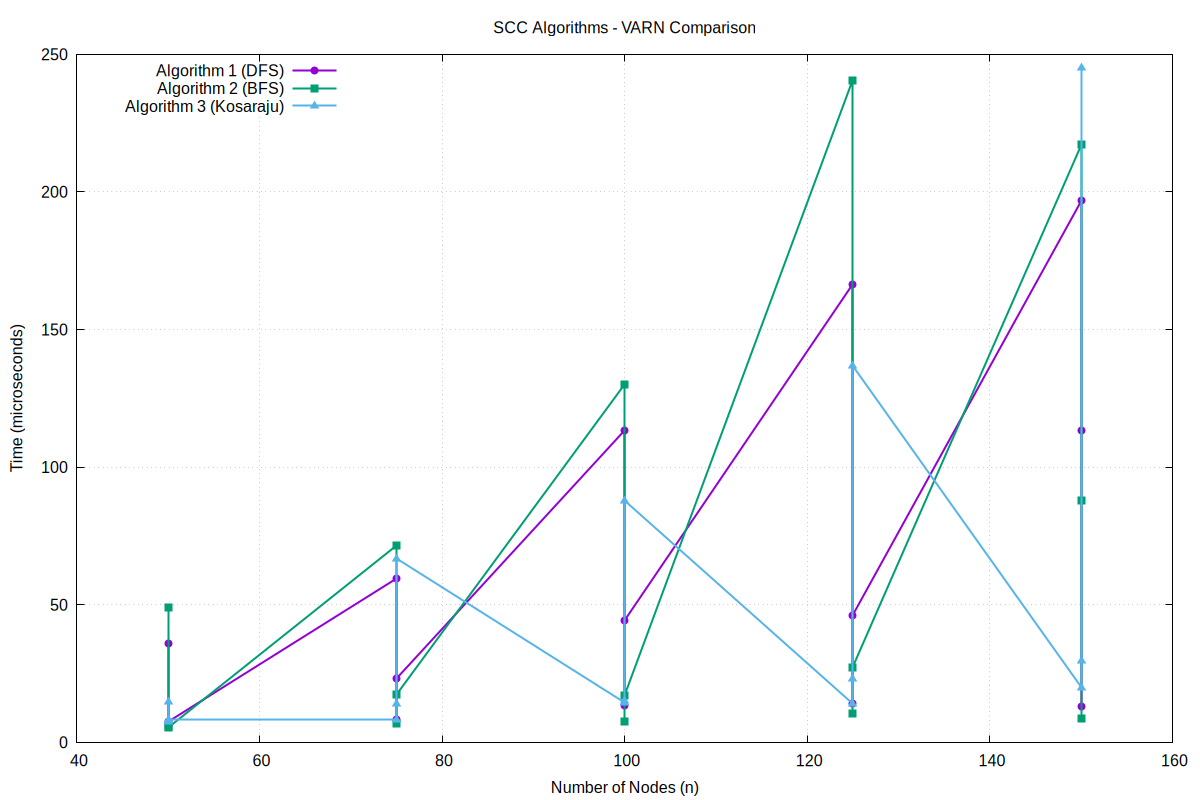 SCC Algorithms - VARN Comparison
Algorithm 1 (DFS)
Algorithm 2 (BFS)
Algorithm 3 (Kosaraju)
250
200
150
100
50
0
Time (microseconds)
40 60 80 100 120 140 160
Number of Nodes (n)